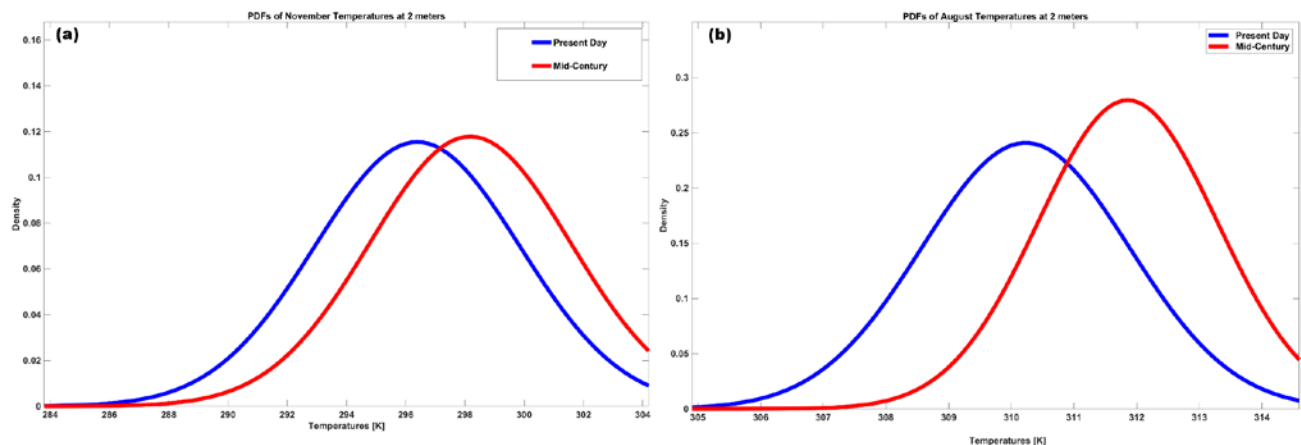 PDFs of November Temperatures at 2 meters
(a)
Present Day
Mid-Century
0.16
0.14
0.12
0.1
0.08
0.06
0.04
0.02
0
Density
284 286 288 290 292 294 296 298 300 302 304
Temperatures [K]
PDFs of August Temperatures at 2 meters
(b)
Present Day
Mid-Century
0.3
0.25
0.2
0.15
0.1
0.05
0
Density
305 306 307 308 309 310 311 312 313 314
Temperatures [K]